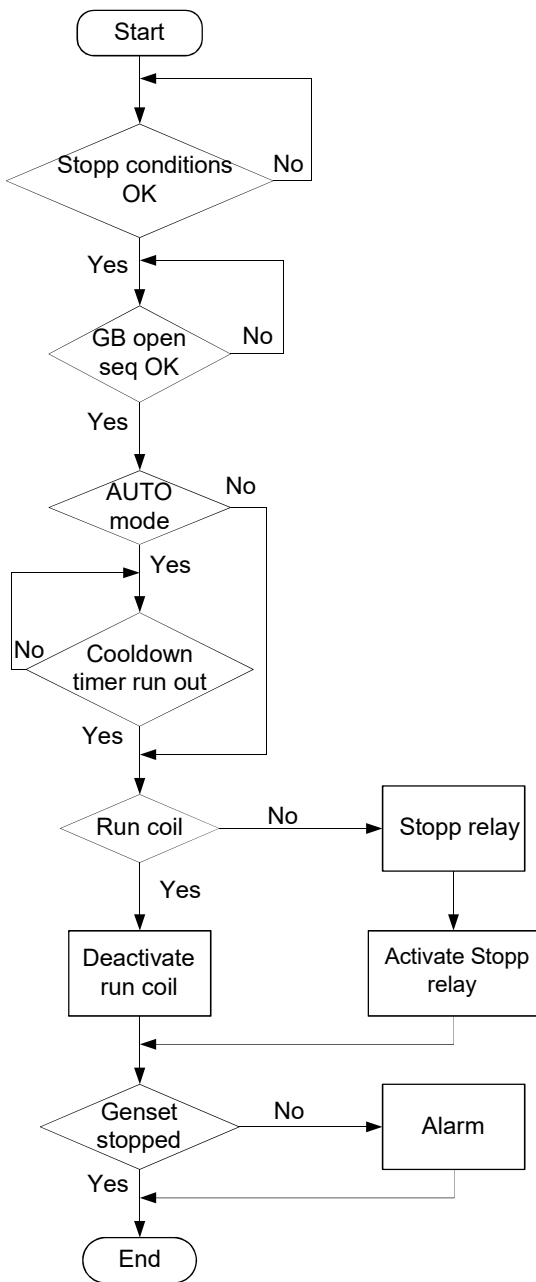 Start
Stopp conditions
OK
No
Yes
GB open
seq OK
No
Yes
AUTO
mode
No
Yes
Cooldown
timer run out
No
Yes
Run coil
No
Stopp relay
Yes
Deactivate
run coil
Activate Stopp
relay
Genset
stopped
No
Alarm
Yes
End